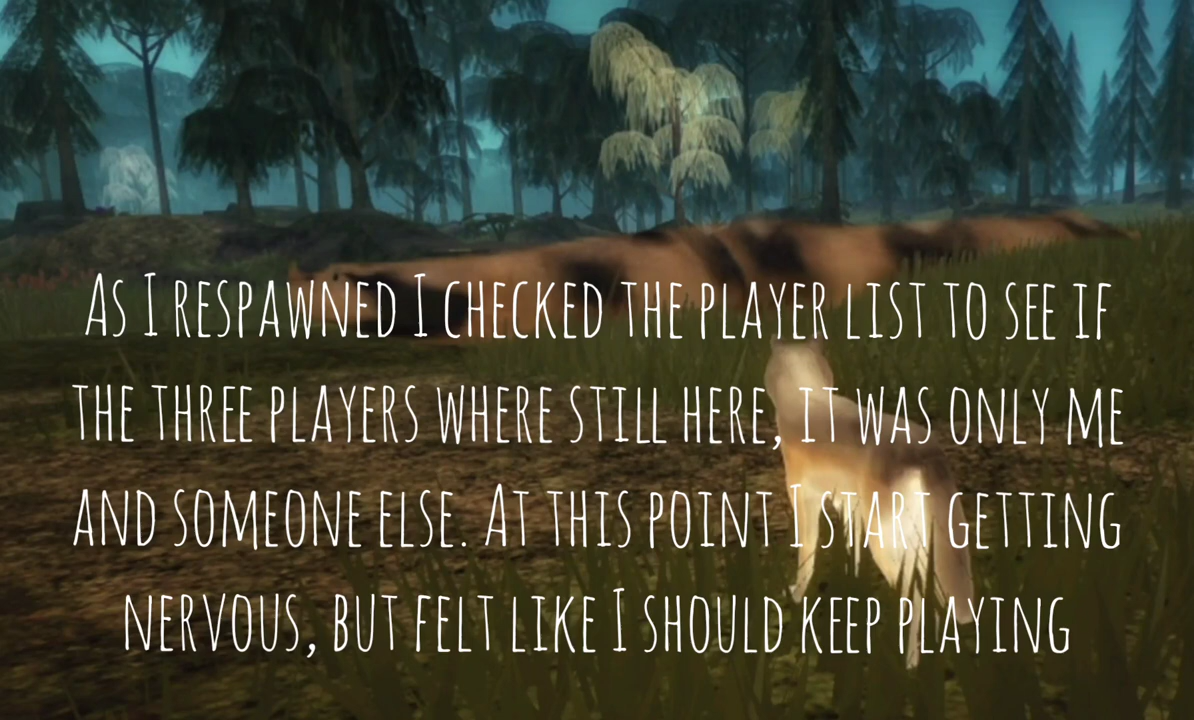 As I respawned I checked the player list to see if
the three players where still here, it was only me
and someone else. At this point I start getting
nervous, but felt like I should keep playing